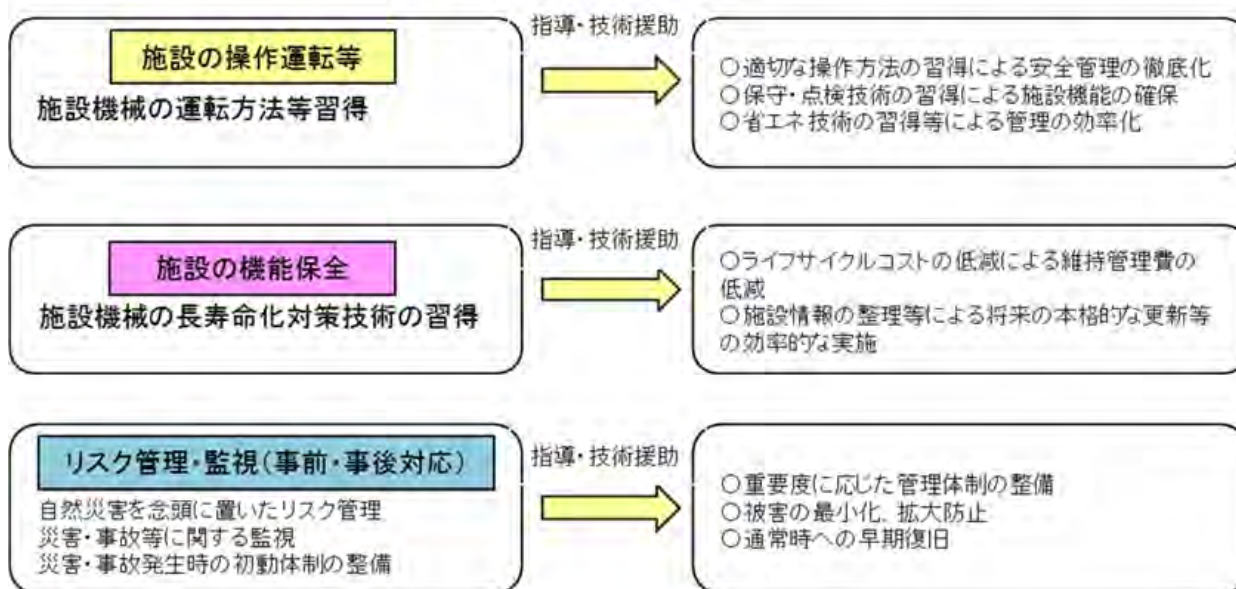 施設の操作運転等
施設機械の運転方法等習得
指導・技術援助
○適切な操作方法の習得による安全管理の徹底化
○保守・点検技術の習得による施設機能の確保
○省エネ技術の習得等による管理の効率化
施設の機能保全
施設機械の長寿命化対策技術の習得
指導・技術援助
○ライフサイクルコストの低減による維持管理費の
低減
○施設情報の整理等による将来の本格的な更新等
の効率的な実施
リスク管理・監視(事前・事後対応)
自然災害を念頭に置いたリスク管理
災害・事故等に関する監視
災害・事故発生時の初動体制の整備
指導・技術援助
○重要度に応じた管理体制の整備
○被害の最小化、拡大防止
○通常時への早期復旧